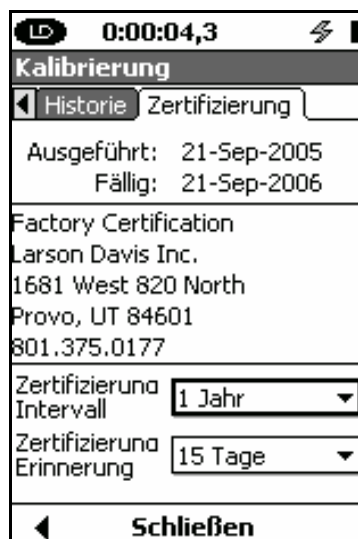 LD 0:00:04,3
Kalibrierung
Historie Zertifizierung
Ausgeführt: 21-Sep-2005
Fällig: 21-Sep-2006
Factory Certification
Larson Davis Inc.
1681 West 820 North
Provo, UT 84601
801.375.0177
Zertifizierung
Intervall 1 Jahr
Zertifizierung
Erinnerung 15 Tage
Schließen